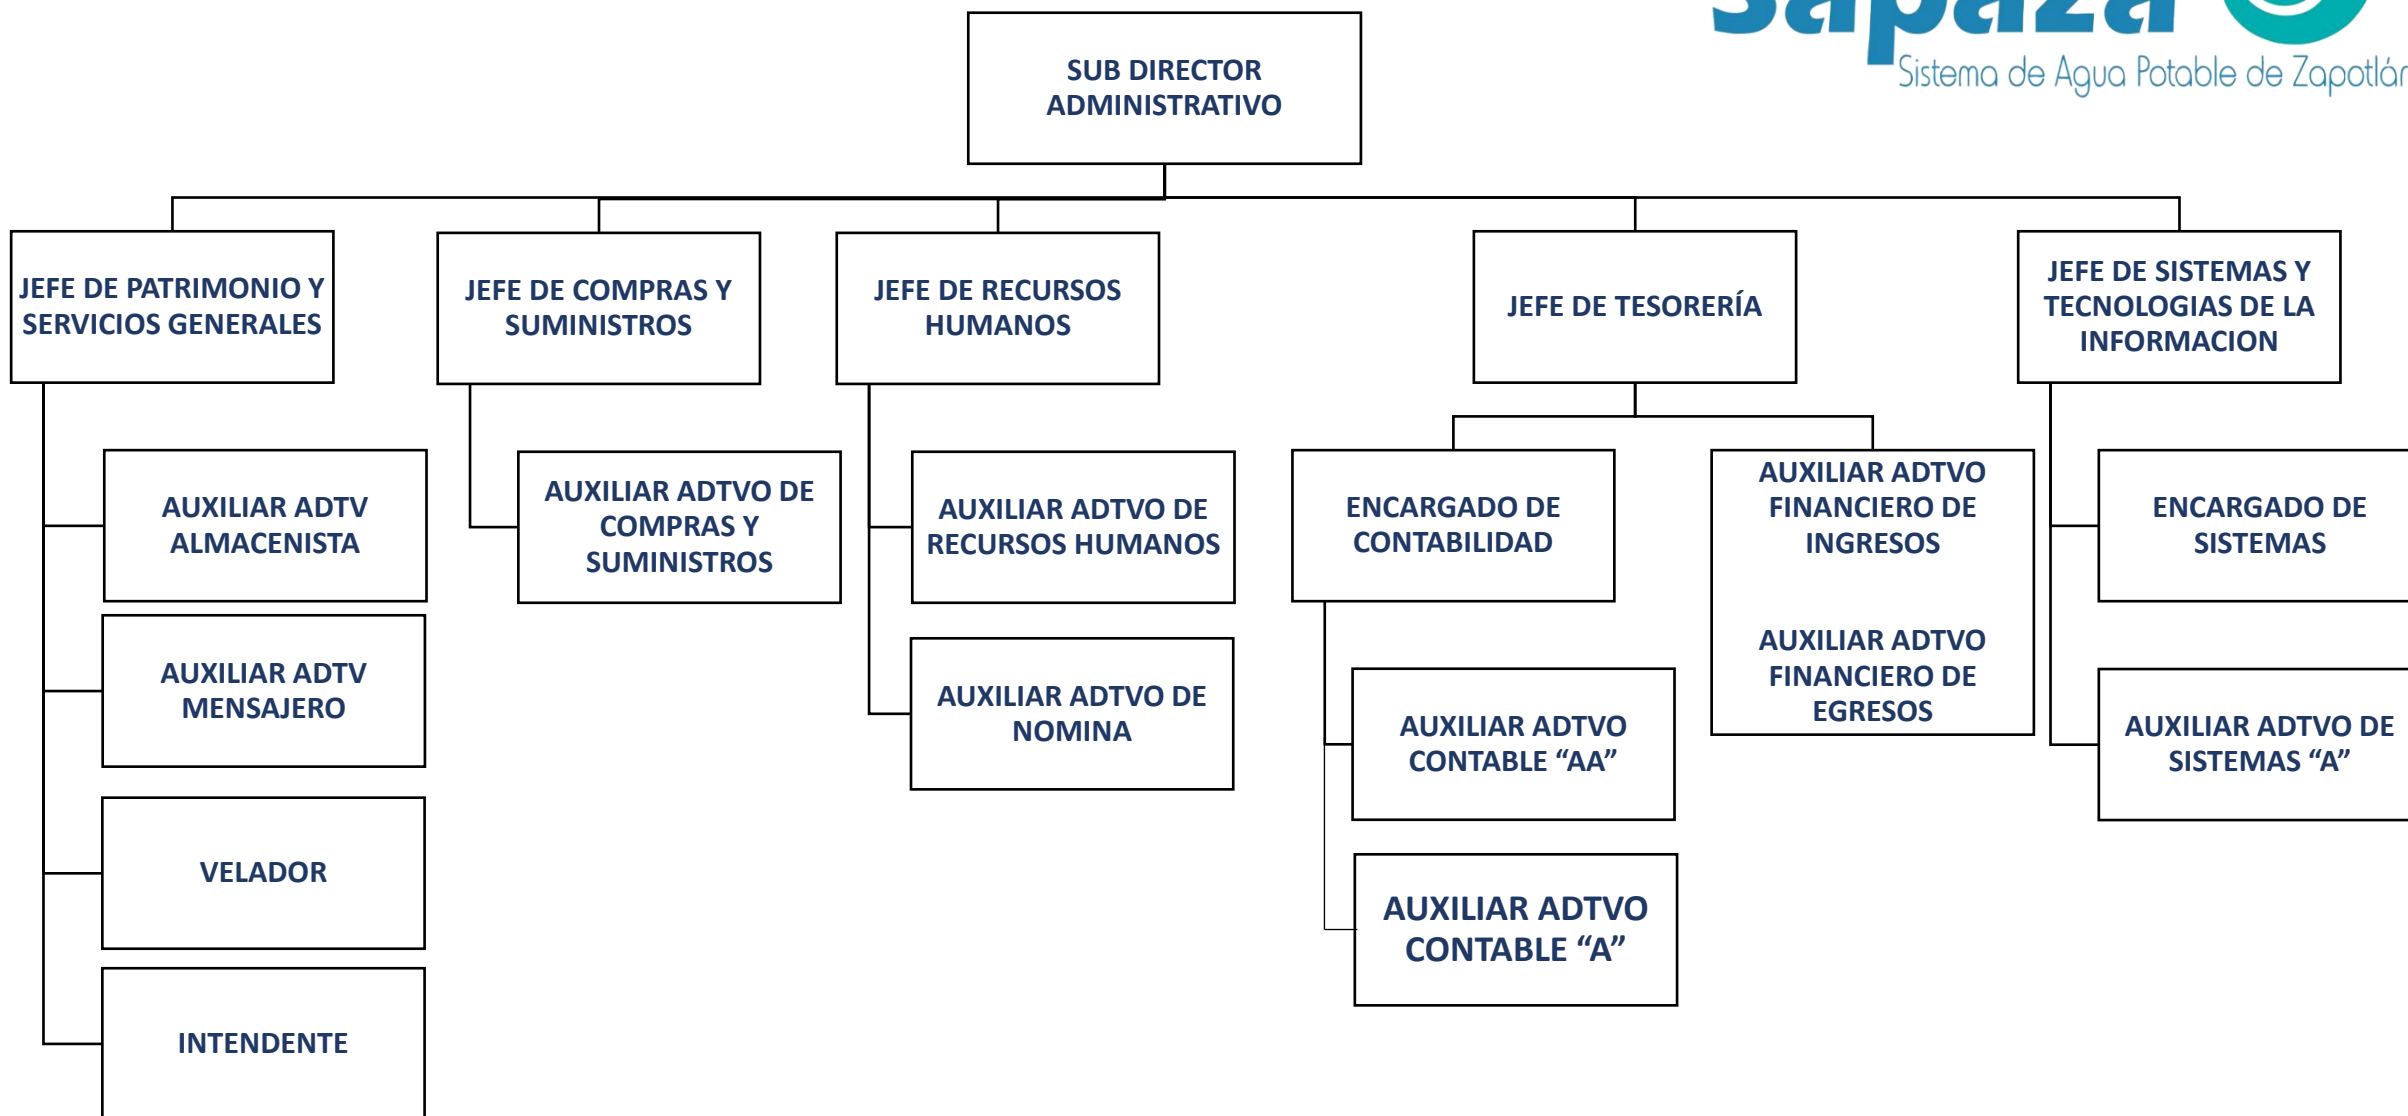 sapaza
Sistema de Agua Potable de Zapotlán
SUB DIRECTOR
ADMINISTRATIVO
JEFE DE PATRIMONIO Y
SERVICIOS GENERALES
JEFE DE COMPRAS Y
SUMINISTROS
JEFE DE RECURSOS
HUMANOS
JEFE DE TESORERÍA
JEFE DE SISTEMAS Y
TECNOLOGIAS DE LA
INFORMACION
AUXILIAR ADTV
ALMACENISTA
AUXILIAR ADTVO DE
COMPRAS Y
SUMINISTROS
AUXILIAR ADTVO DE
RECURSOS HUMANOS
ENCARGADO DE
CONTABILIDAD
AUXILIAR ADTVO
FINANCIERO DE
INGRESOS
AUXILIAR ADTVO
FINANCIERO DE
EGRESOS
ENCARGADO DE
SISTEMAS
AUXILIAR ADTV
MENSAJERO
AUXILIAR ADTVO DE
NOMINA
AUXILIAR ADTVO
CONTABLE “AA”
AUXILIAR ADTVO DE
SISTEMAS “A”
VELADOR
AUXILIAR ADTVO
CONTABLE “A”
INTENDENTE